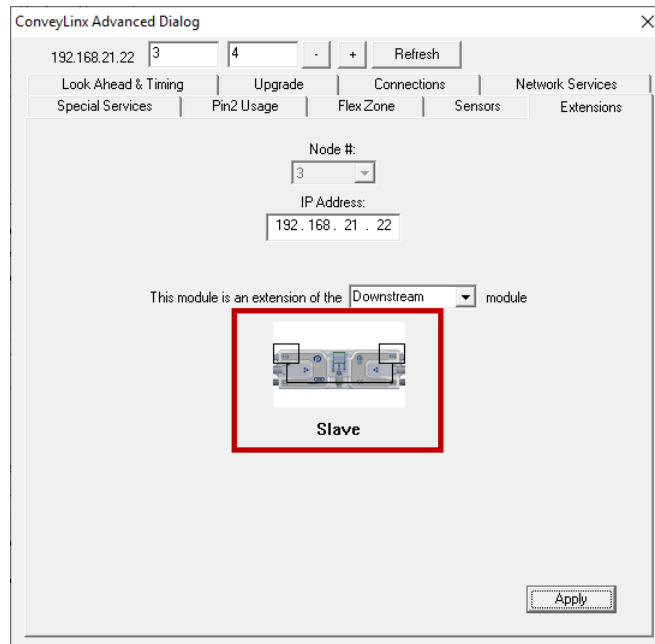 ConveyLinx Advanced Dialog
192.168.21.22 3 4 - + Refresh
Look Ahead & Timing Upgrade Connections Network Services
Special Services Pin2 Usage Flex Zone Sensors Extensions
Node #:
3
IP Address:
192 . 168 . 21 . 22
This module is an extension of the Downstream module
Slave
Apply